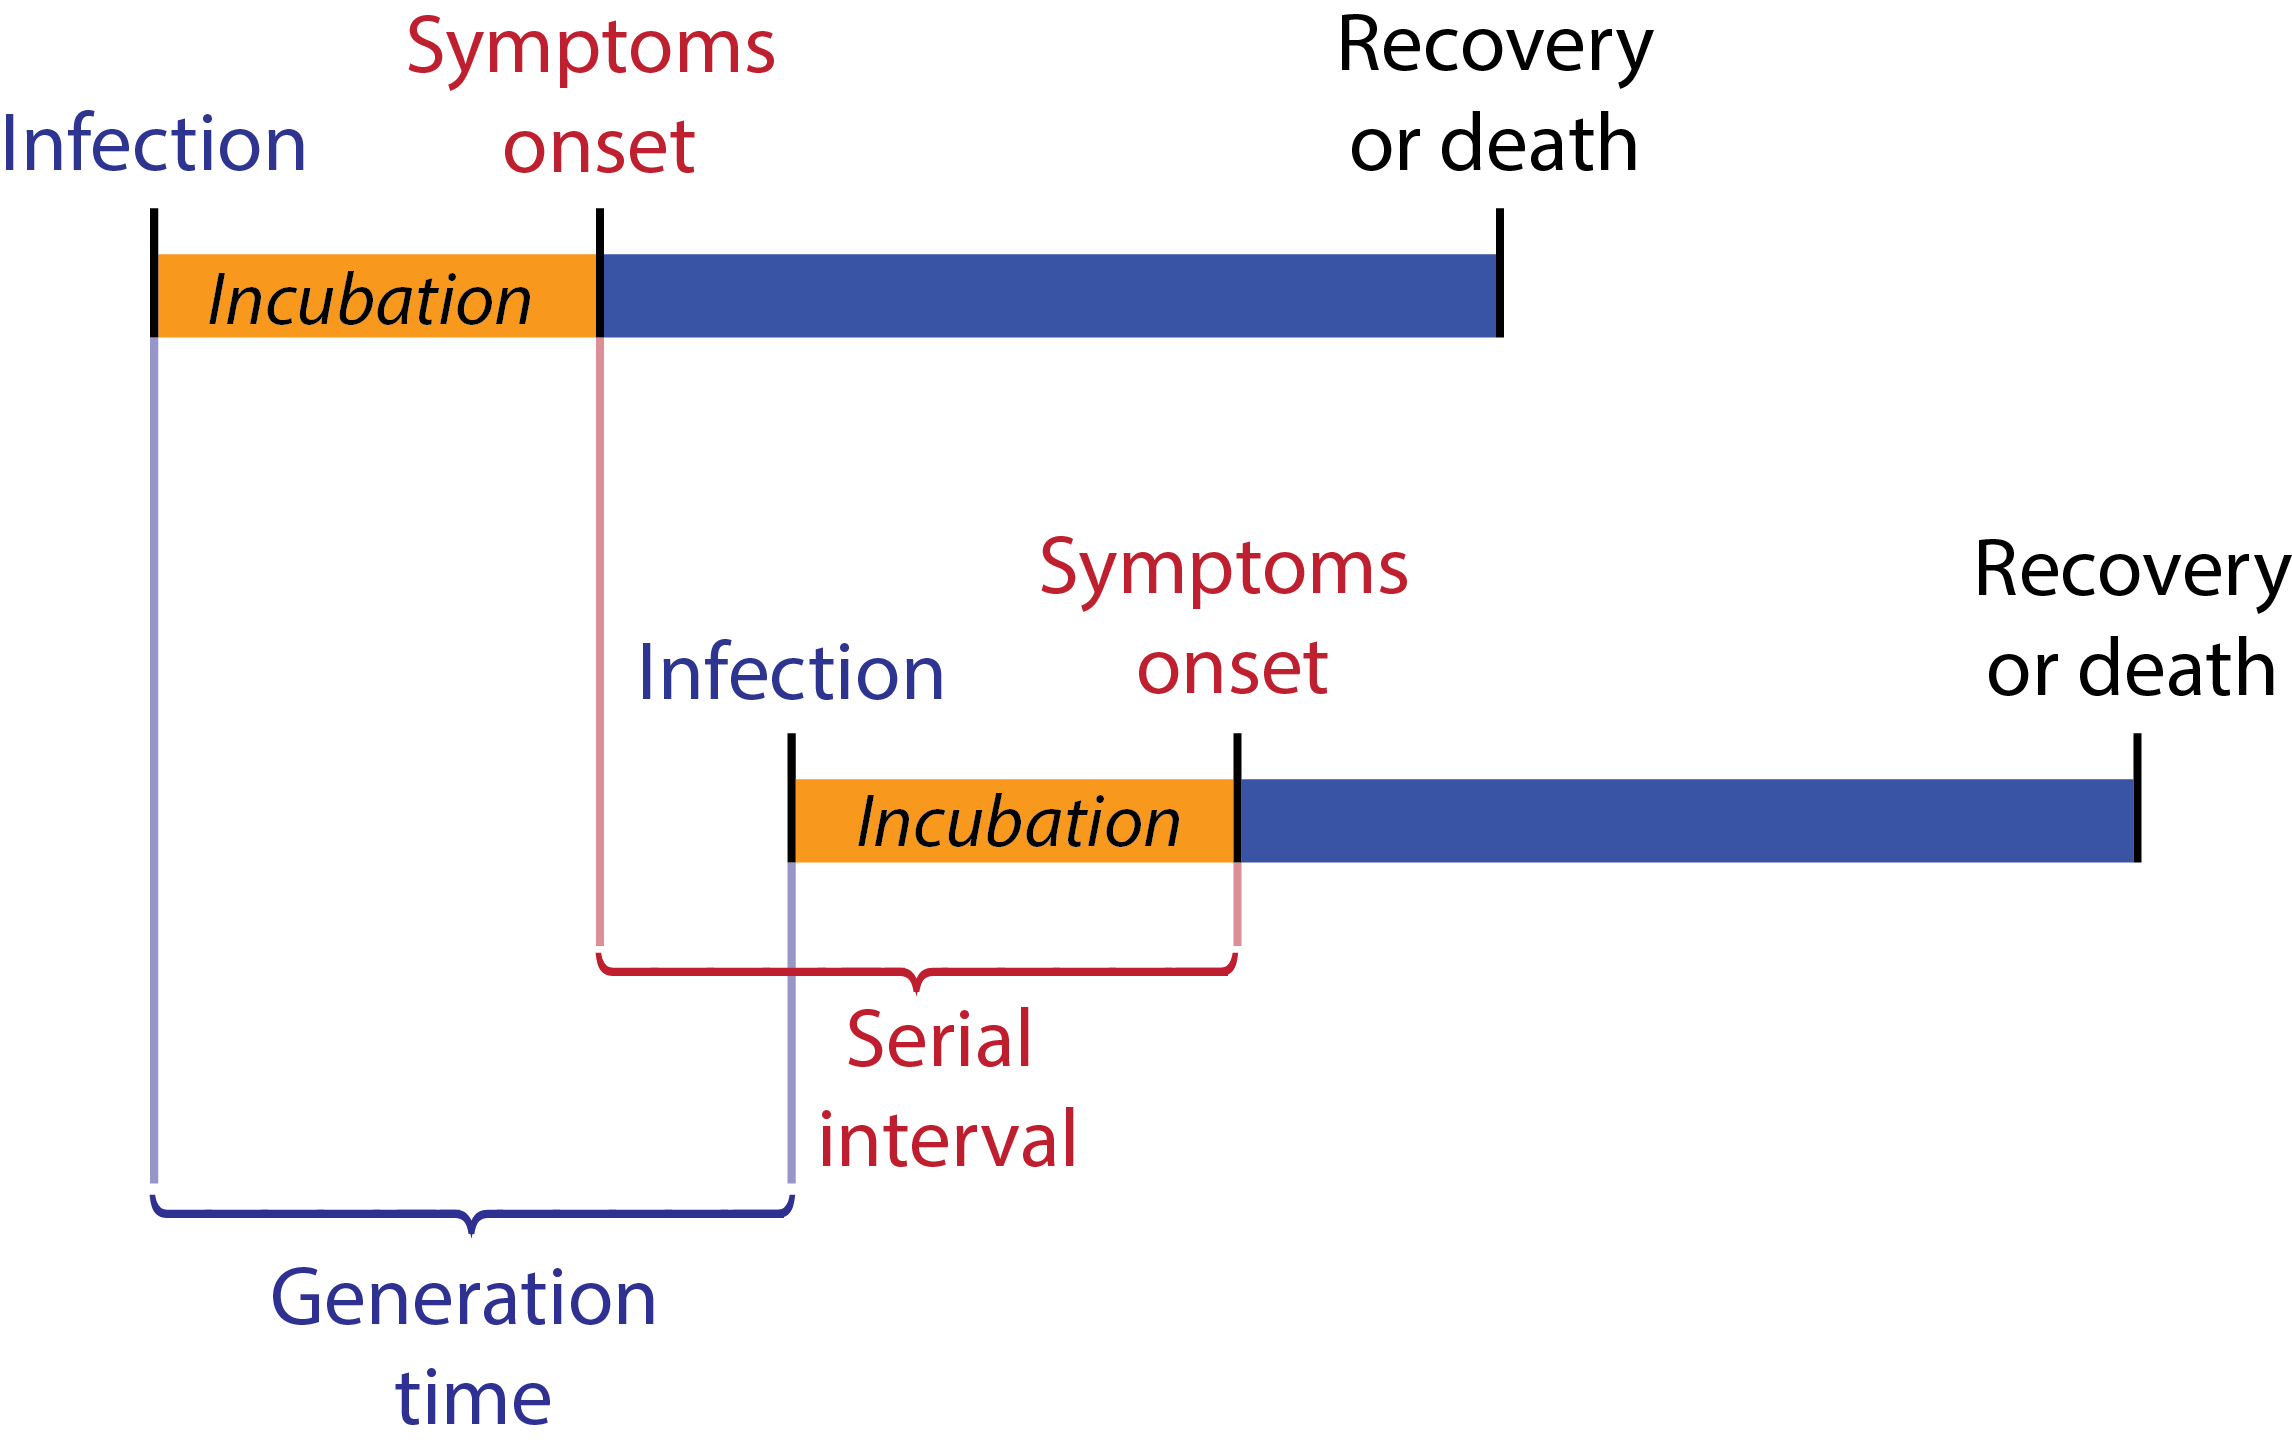 Infection
Symptoms
onset
Recovery
or death
Incubation
Infection
Symptoms
onset
Recovery
or death
Incubation
Serial
interval
Generation
time